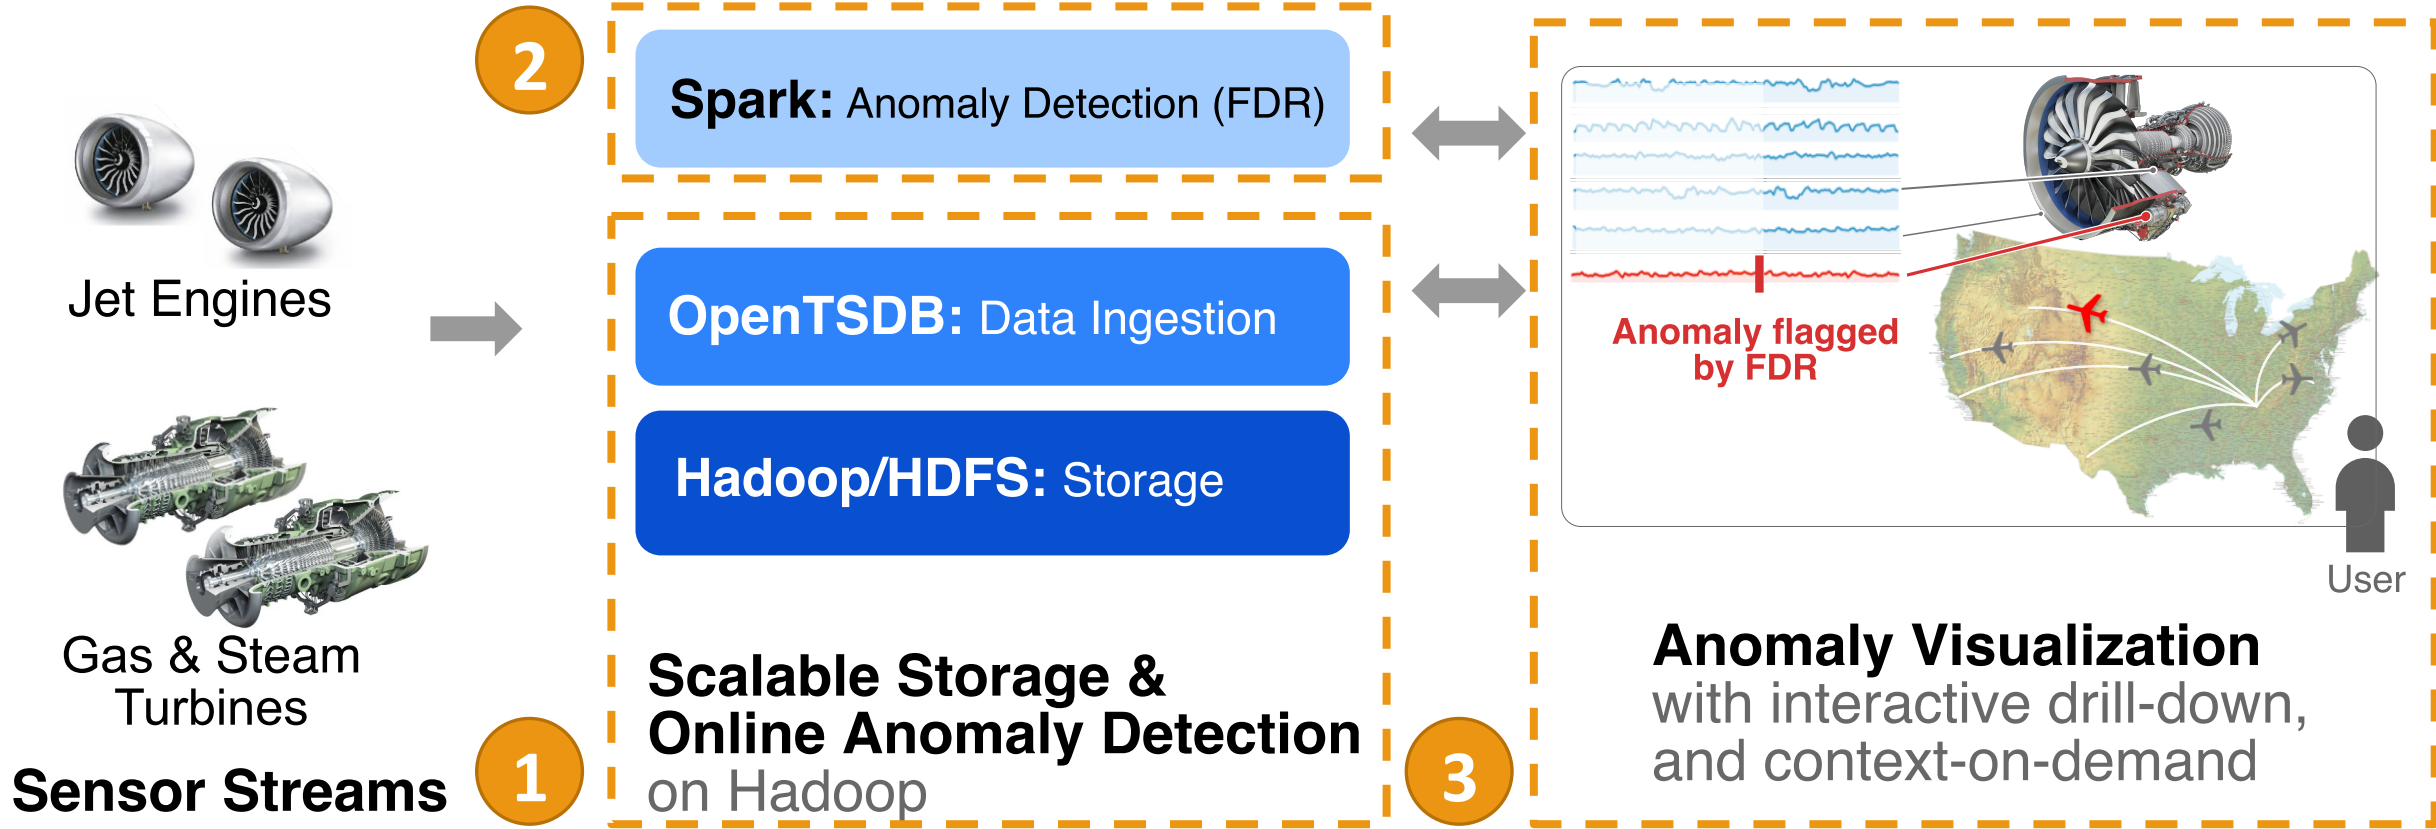 Jet Engines
Gas & Steam
Turbines
Sensor Streams
1
2
Spark: Anomaly Detection (FDR)
OpenTSDB: Data Ingestion
Hadoop/HDFS: Storage
Scalable Storage &
Online Anomaly Detection
on Hadoop
3
Anomaly flagged
by FDR
User
Anomaly Visualization
with interactive drill-down,
and context-on-demand